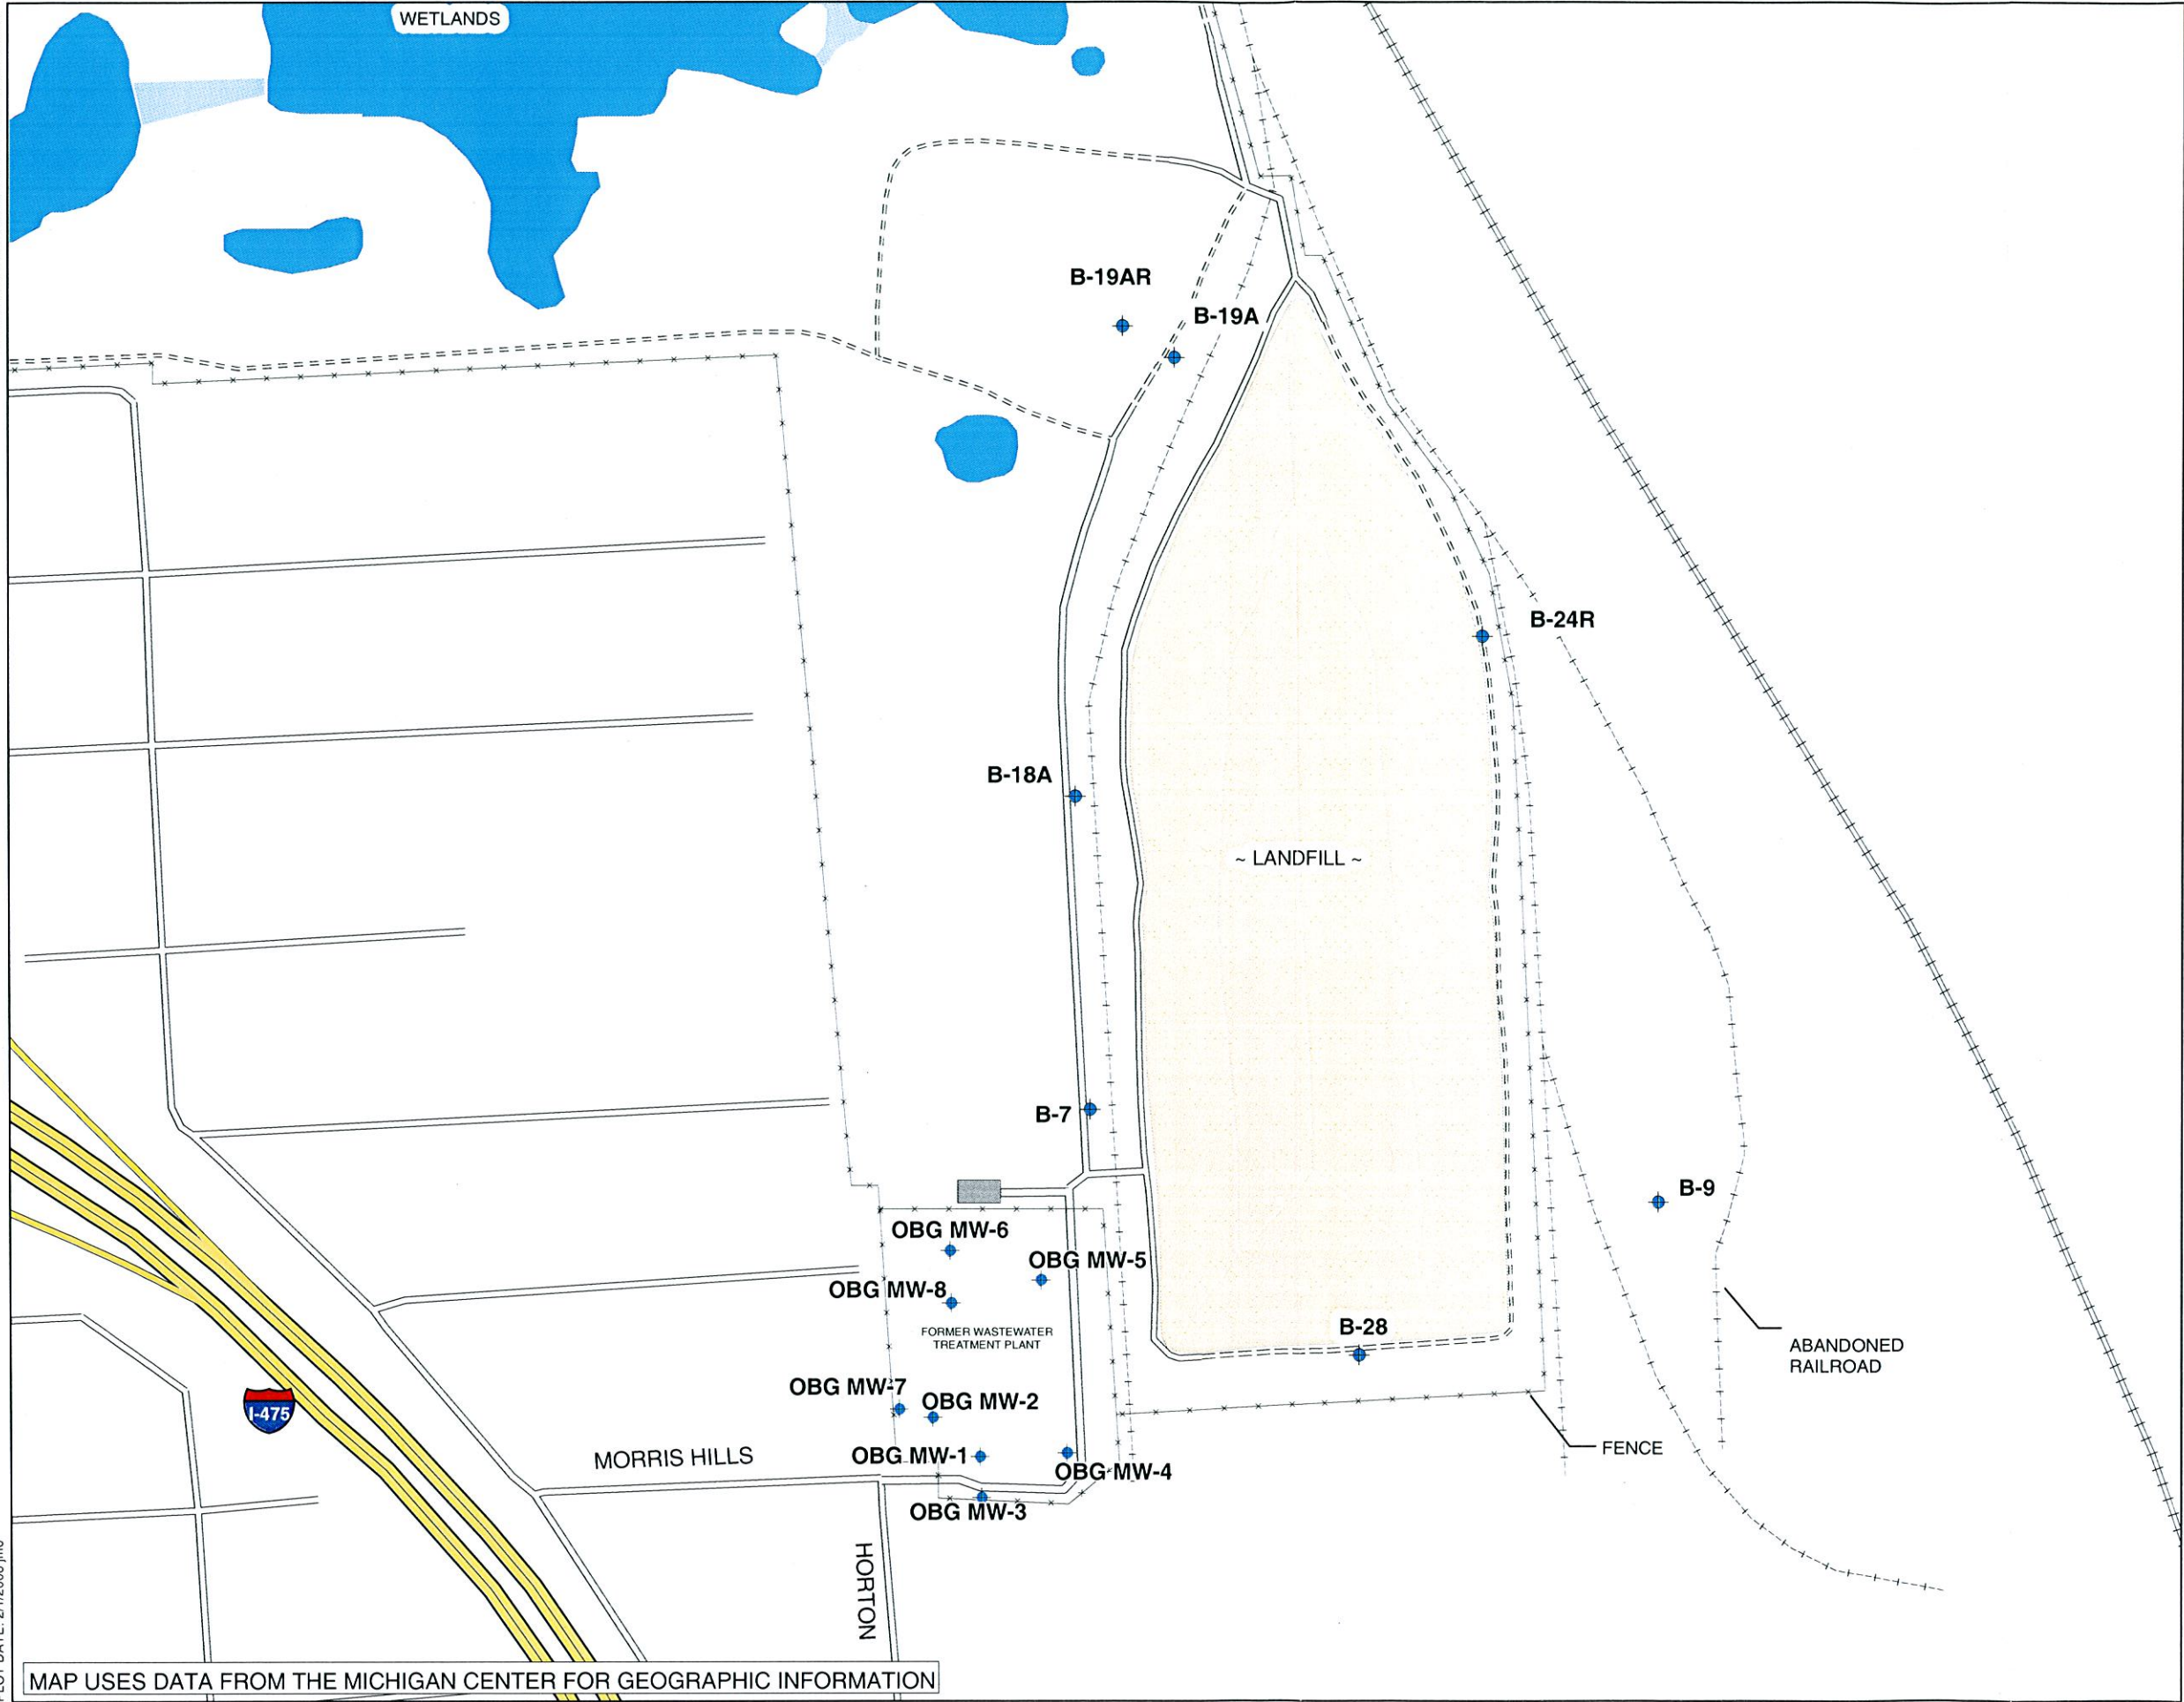 WETLANDS
B-19AR
B-19A
B-24R
B-18A
~ LANDFILL ~
B-7
B-9
OBG MW-6
OBG MW-5
OBG MW-8
FORMER WASTEWATER
TREATMENT PLANT
B-28
ABANDONED
RAILROAD
OBG MW-7
OBG MW-2
I-475
MORRIS HILLS
OBG MW-1
FENCE
OBG MW-4
OBG MW-3
HORTON
MAP USES DATA FROM THE MICHIGAN CENTER FOR GEOGRAPHIC INFORMATION